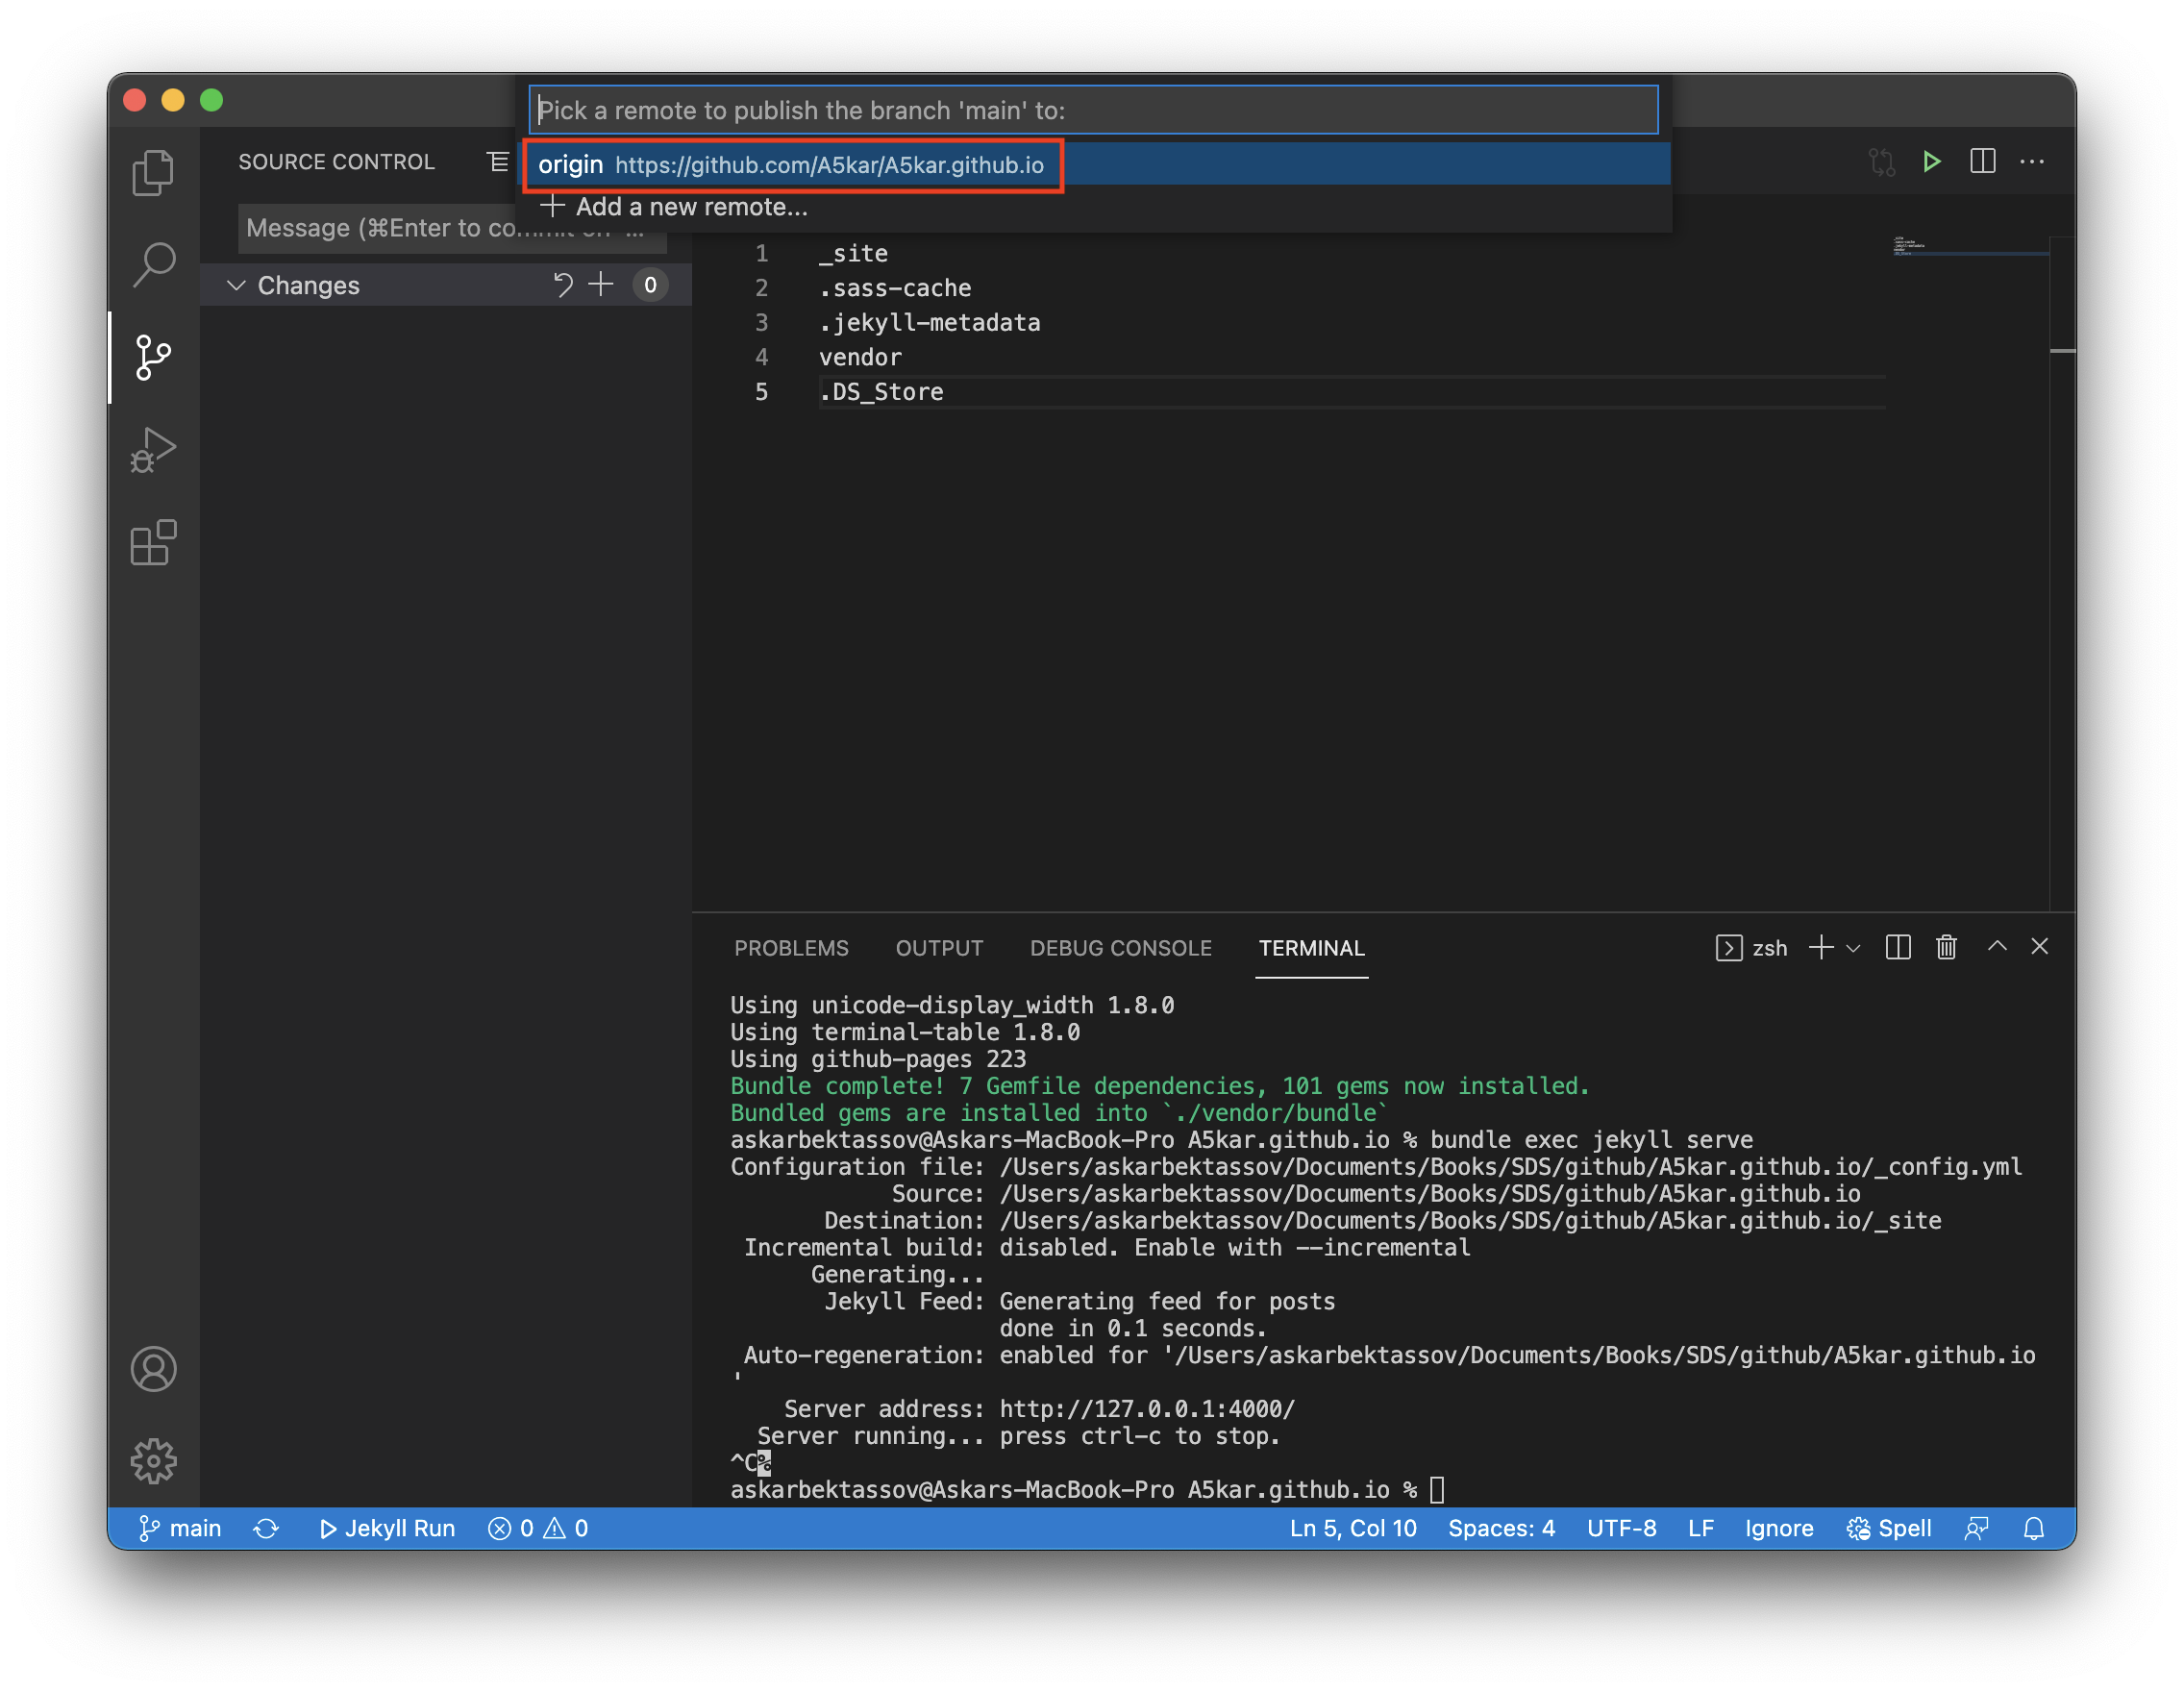 Pick a remote to publish the branch 'main' to:
origin https://github.com/A5kar/A5kar.github.io
Add a new remote...
SOURCE CONTROL
Message (⌘Enter to commit on ...
Changes 0
1 _site
2 .sass-cache
3 .jekyll-metadata
4 vendor
5 .DS_Store
PROBLEMS OUTPUT DEBUG CONSOLE TERMINAL zsh
Using unicode-display_width 1.8.0
Using terminal-table 1.8.0
Using github-pages 223
Bundle complete! 7 Gemfile dependencies, 101 gems now installed.
Bundled gems are installed into `./vendor/bundle`
askarbektassov@Askars-MacBook-Pro A5kar.github.io % bundle exec jekyll serve
Configuration file: /Users/askarbektassov/Documents/Books/SDS/github/A5kar.github.io/_config.yml
Source: /Users/askarbektassov/Documents/Books/SDS/github/A5kar.github.io
Destination: /Users/askarbektassov/Documents/Books/SDS/github/A5kar.github.io/_site
Incremental build: disabled. Enable with --incremental
Generating...
Jekyll Feed: Generating feed for posts
done in 0.1 seconds.
Auto-regeneration: enabled for '/Users/askarbektassov/Documents/Books/SDS/github/A5kar.github.io
'
Server address: http://127.0.0.1:4000/
Server running... press ctrl-c to stop.
^C%
askarbektassov@Askars-MacBook-Pro A5kar.github.io %
main Jekyll Run 0 0 Ln 5, Col 10 Spaces: 4 UTF-8 LF Ignore Spell